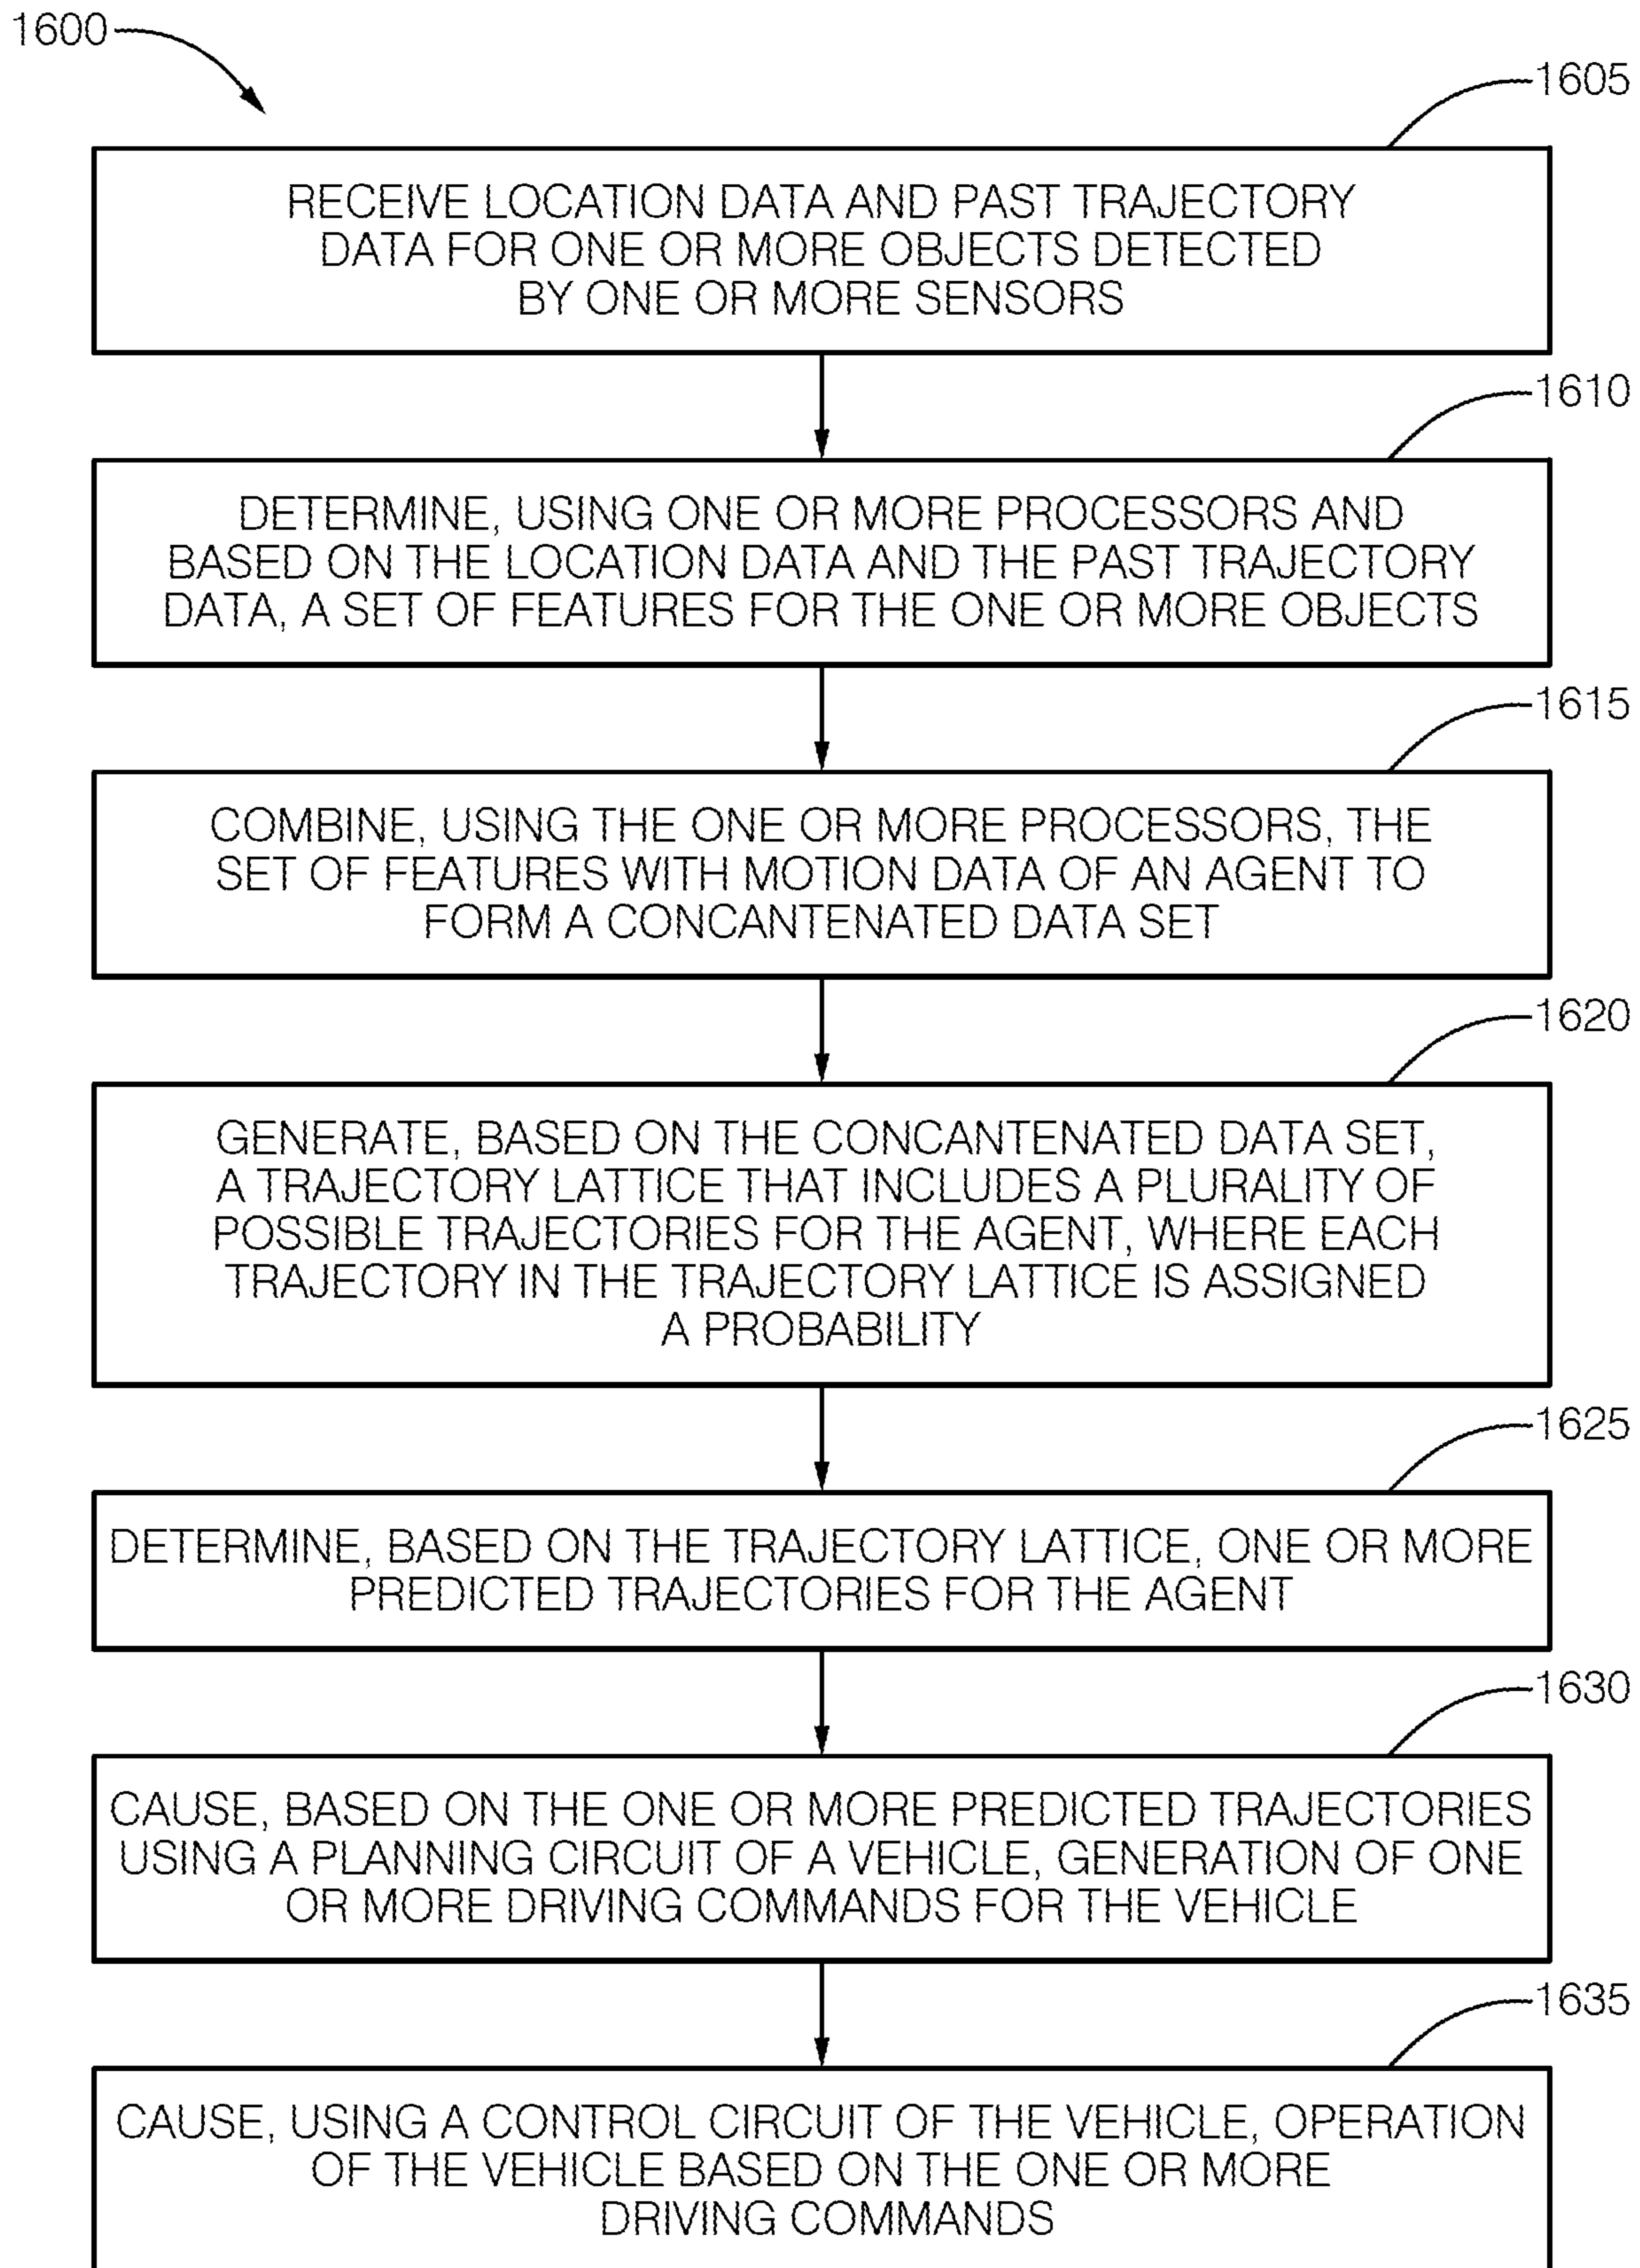 1600
1605
RECEIVE LOCATION DATA AND PAST TRAJECTORY
DATA FOR ONE OR MORE OBJECTS DETECTED
BY ONE OR MORE SENSORS
1610
DETERMINE, USING ONE OR MORE PROCESSORS AND
BASED ON THE LOCATION DATA AND THE PAST TRAJECTORY
DATA, A SET OF FEATURES FOR THE ONE OR MORE OBJECTS
1615
COMBINE, USING THE ONE OR MORE PROCESSORS, THE
SET OF FEATURES WITH MOTION DATA OF AN AGENT TO
FORM A CONCANTENATED DATA SET
1620
GENERATE, BASED ON THE CONCANTENATED DATA SET,
A TRAJECTORY LATTICE THAT INCLUDES A PLURALITY OF
POSSIBLE TRAJECTORIES FOR THE AGENT, WHERE EACH
TRAJECTORY IN THE TRAJECTORY LATTICE IS ASSIGNED
A PROBABILITY
1625
DETERMINE, BASED ON THE TRAJECTORY LATTICE, ONE OR MORE
PREDICTED TRAJECTORIES FOR THE AGENT
1630
CAUSE, BASED ON THE ONE OR MORE PREDICTED TRAJECTORIES
USING A PLANNING CIRCUIT OF A VEHICLE, GENERATION OF ONE
OR MORE DRIVING COMMANDS FOR THE VEHICLE
1635
CAUSE, USING A CONTROL CIRCUIT OF THE VEHICLE, OPERATION
OF THE VEHICLE BASED ON THE ONE OR MORE
DRIVING COMMANDS